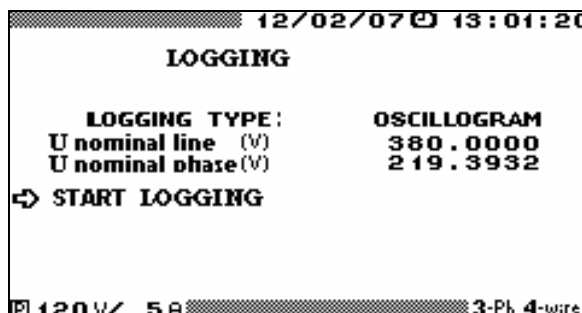 12/02/07 13:01:20
LOGGING
LOGGING TYPE: OSCILLOGRAM
U nominal line (V) 380.0000
U nominal phase(V) 219.3932
START LOGGING
P 120V/ 5A 3-Ph 4-wire